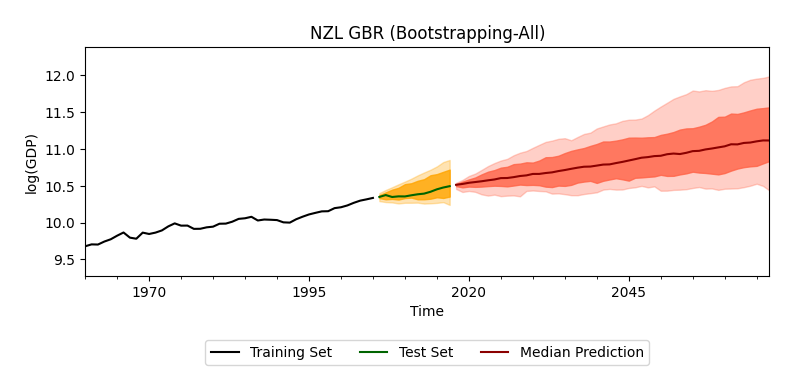 NZL GBR (Bootstrapping-All)
log(GDP)
12.0
11.5
11.0
10.5
10.0
9.5
1970 1995 2020 2045
Time
Training Set Test Set Median Prediction